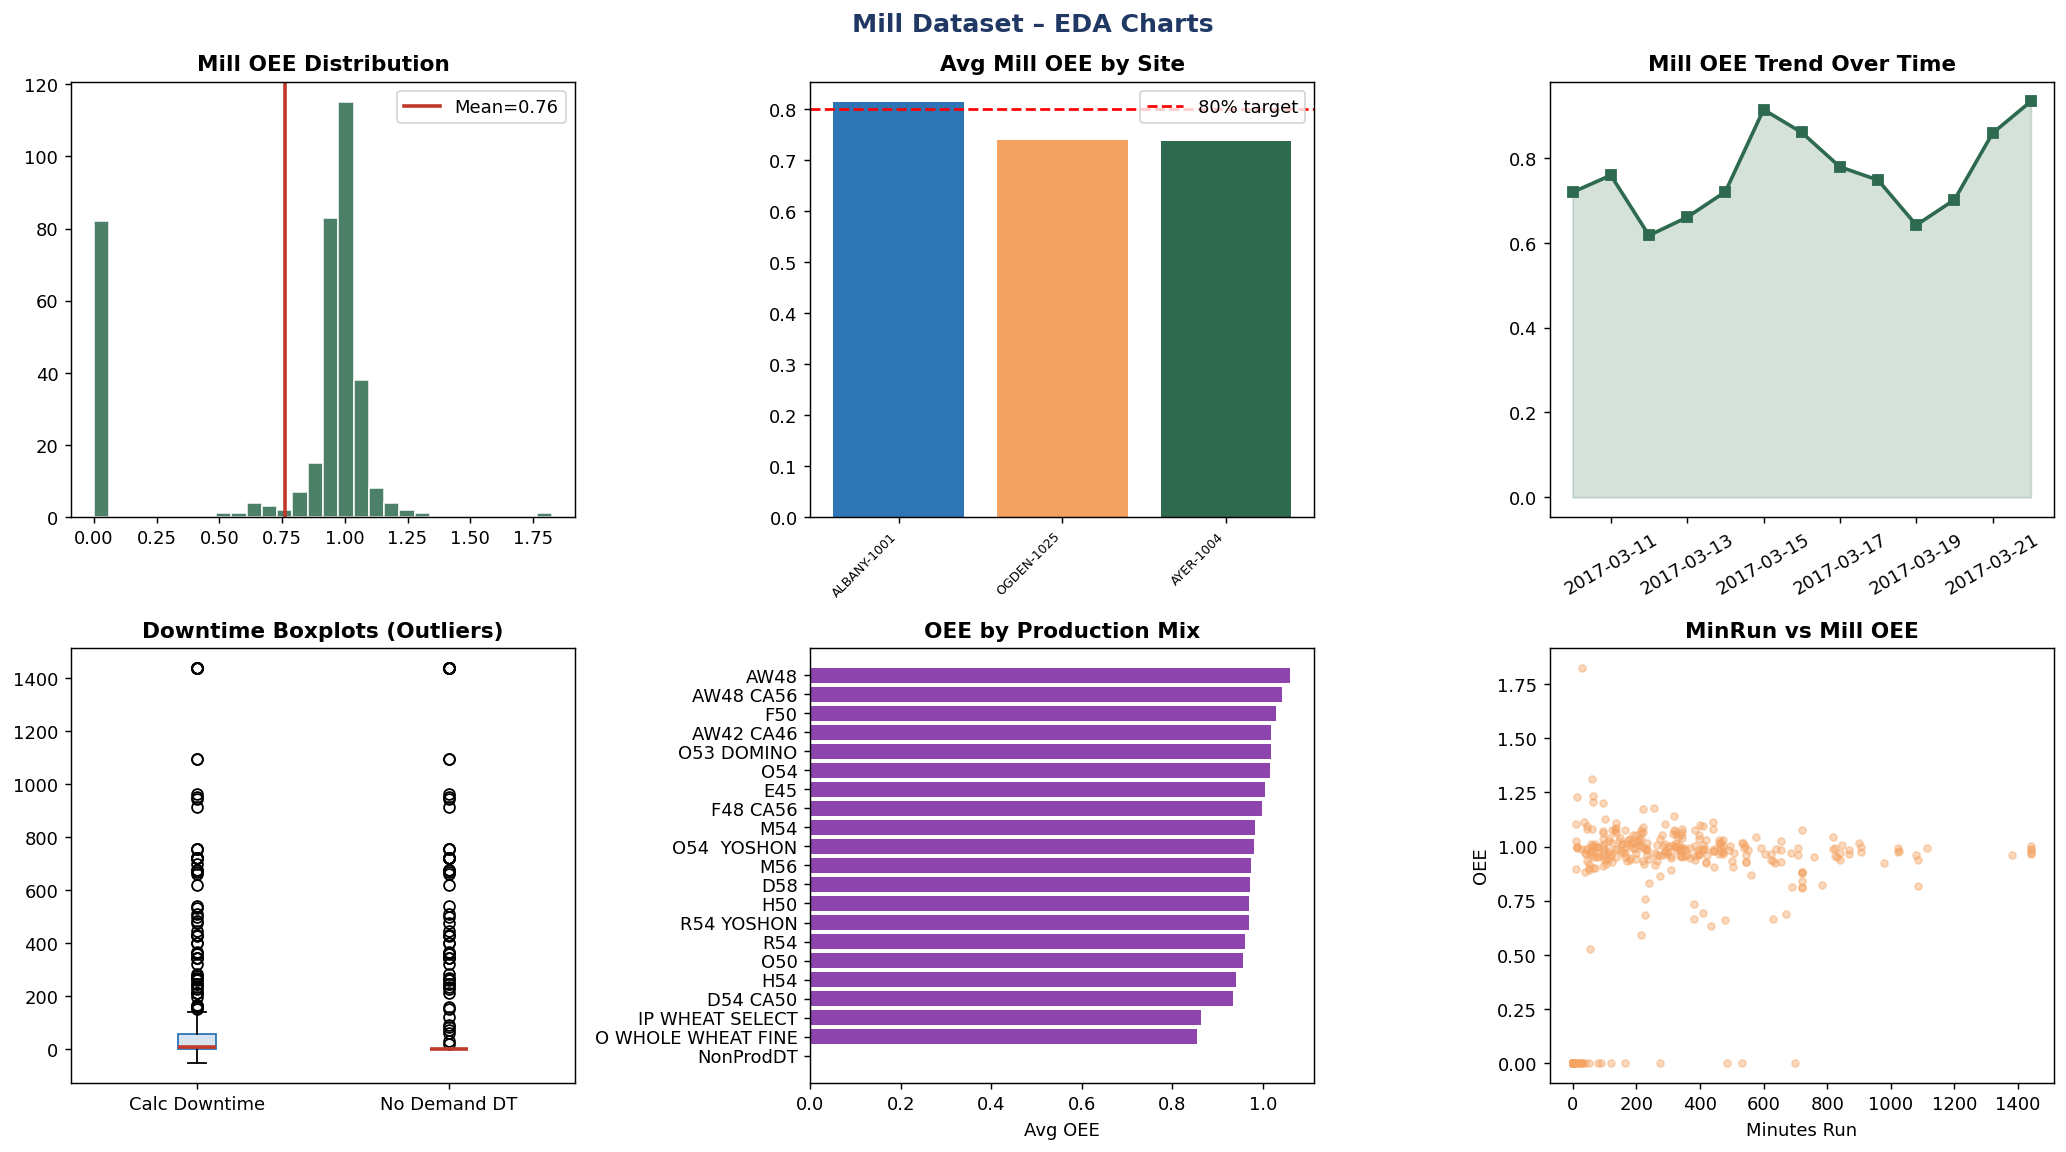 Mill Dataset – EDA Charts
Mill OEE Distribution
Mean=0.76
120
100
80
60
40
20
0
0.00 0.25 0.50 0.75 1.00 1.25 1.50 1.75
Avg Mill OEE by Site
80% target
0.8
0.7
0.6
0.5
0.4
0.3
0.2
0.1
0.0
ALBANY-1001
OGDEN-1025
AYER-1004
Mill OEE Trend Over Time
0.8
0.6
0.4
0.2
0.0
2017-03-11
2017-03-13
2017-03-15
2017-03-17
2017-03-19
2017-03-21
Downtime Boxplots (Outliers)
1400
1200
1000
800
600
400
200
0
Calc Downtime No Demand DT
OEE by Production Mix
AW48
AW48 CA56
F50
AW42 CA46
O53 DOMINO
O54
E45
F48 CA56
M54
O54  YOSHON
M56
D58
H50
R54 YOSHON
R54
O50
H54
D54 CA50
IP WHEAT SELECT
O WHOLE WHEAT FINE
NonProdDT
0.0 0.2 0.4 0.6 0.8 1.0
Avg OEE
MinRun vs Mill OEE
OEE
1.75
1.50
1.25
1.00
0.75
0.50
0.25
0.00
0 200 400 600 800 1000 1200 1400
Minutes Run